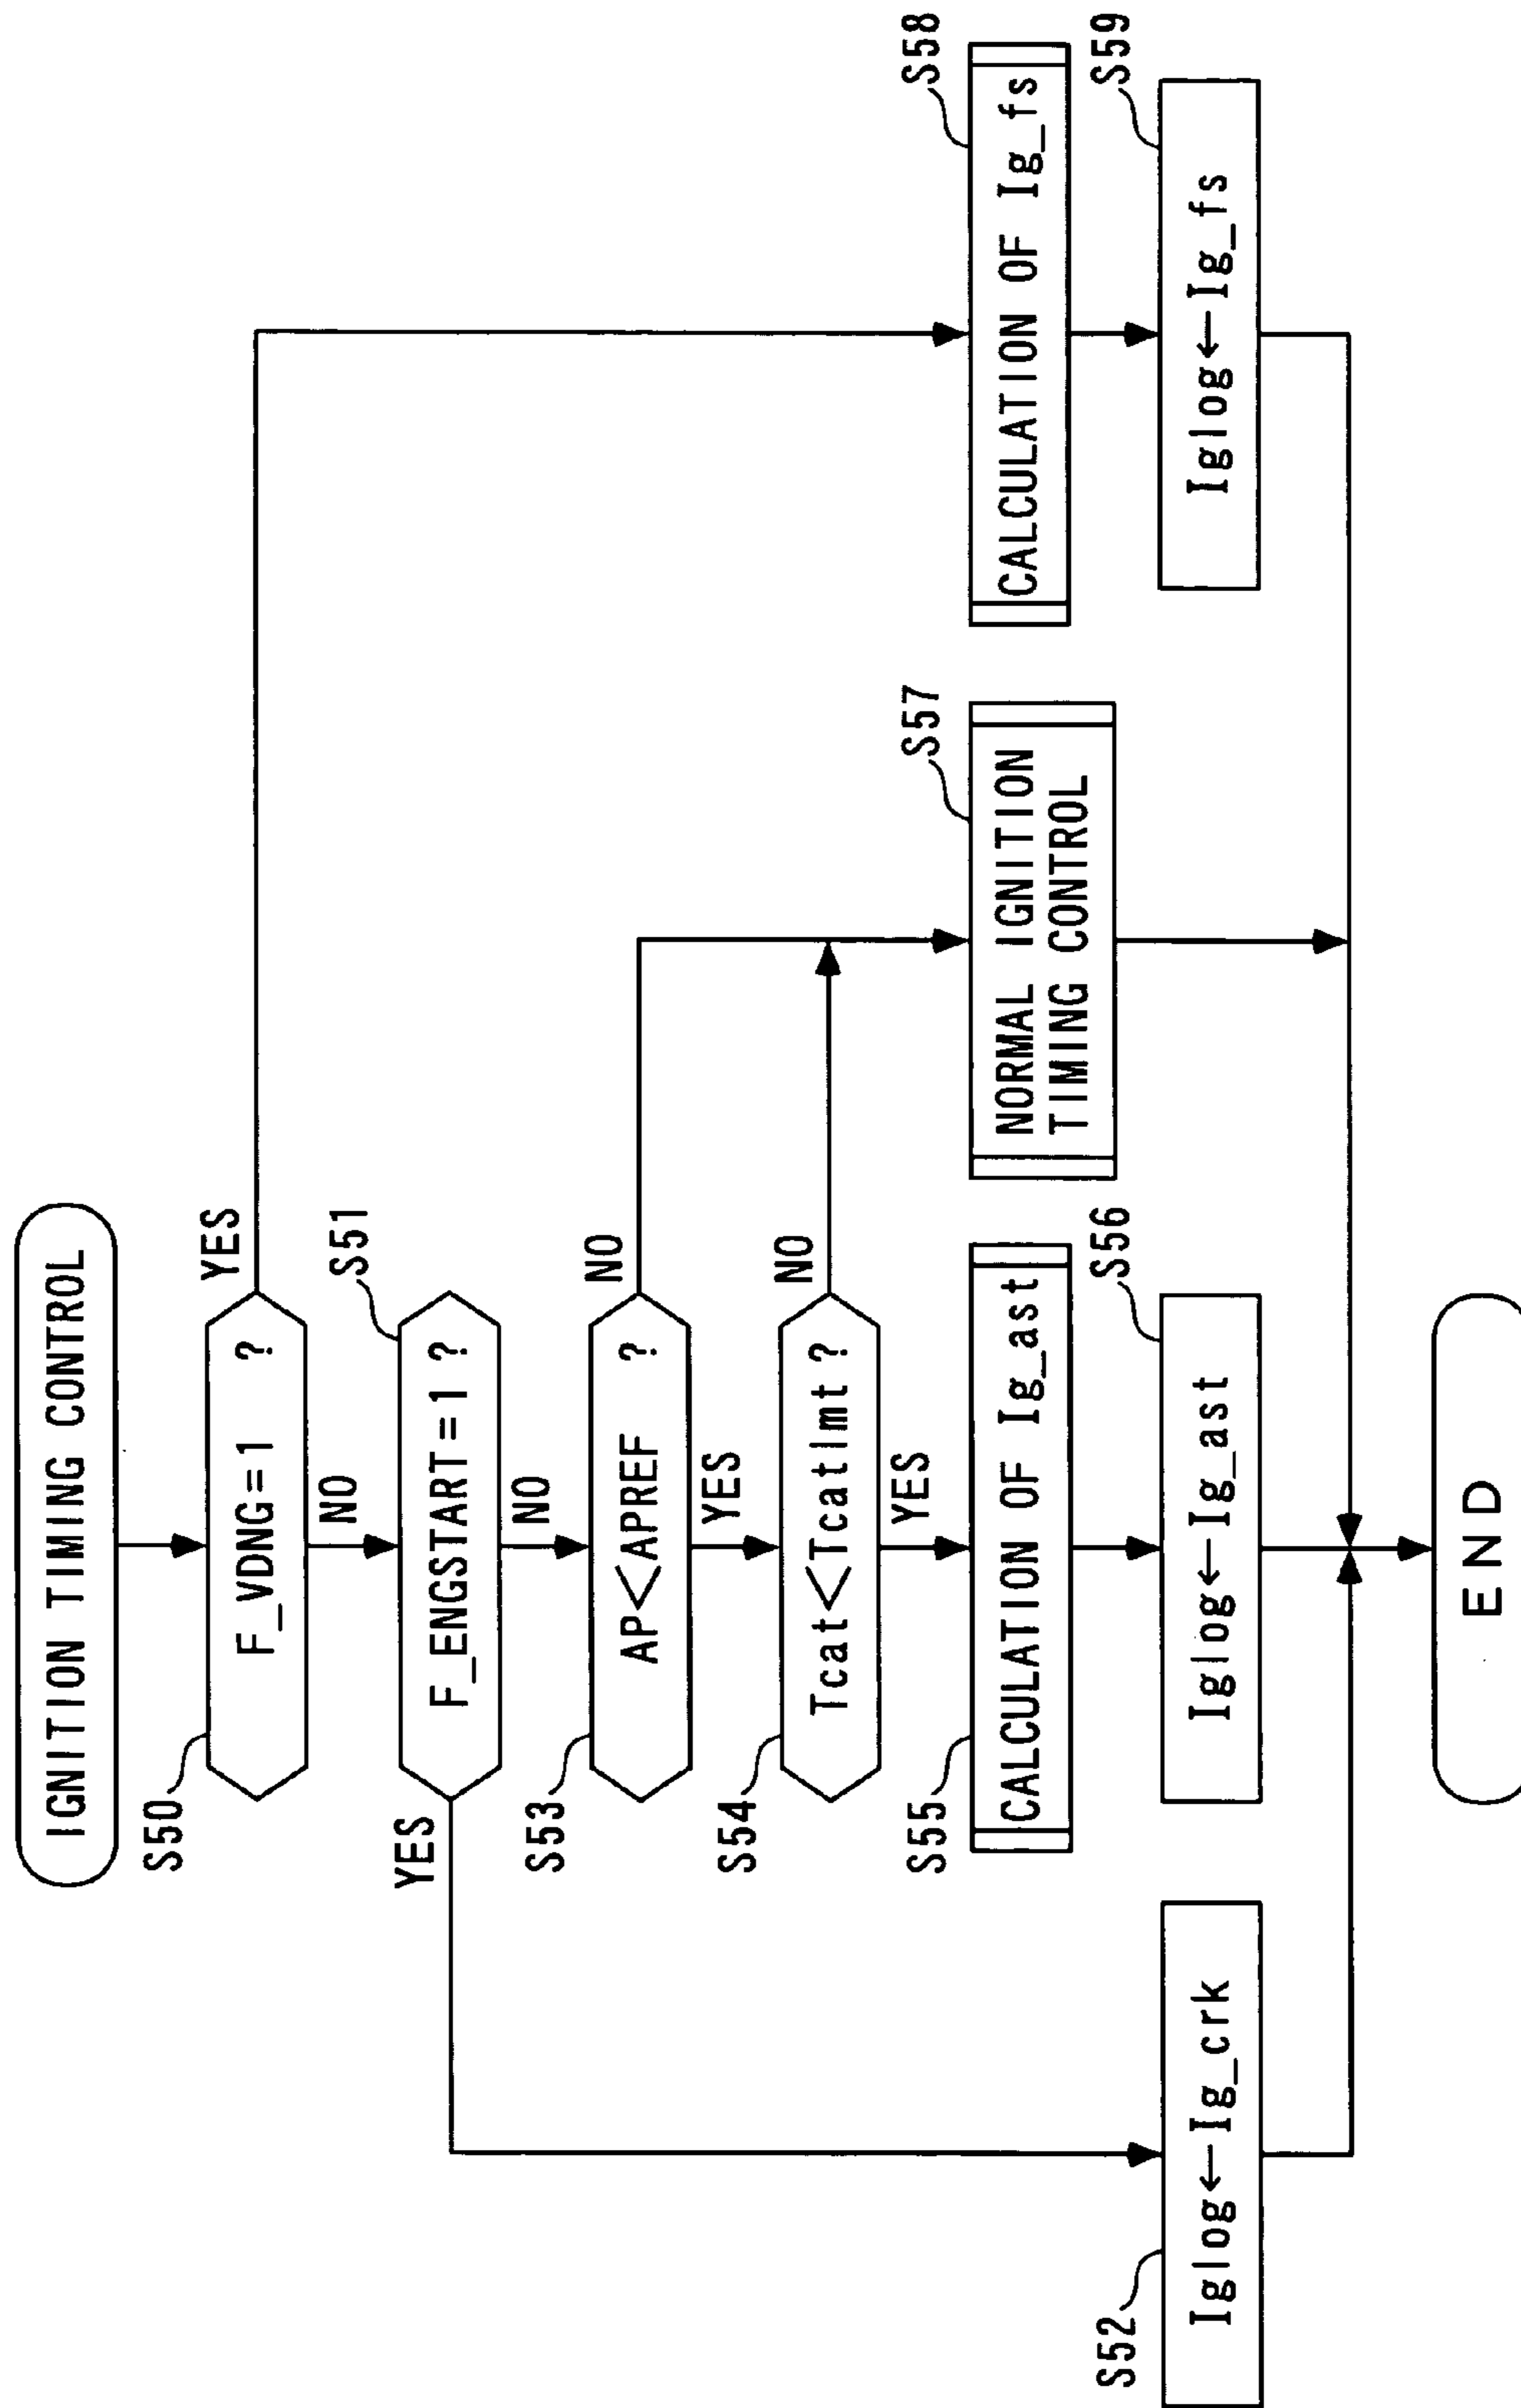 IGNITION TIMING CONTROL
S50
F_VDNG=1 ?
YES
NO
S51
F_ENGSTART=1 ?
YES
NO
S53
AP<APREF ?
NO
YES
S54
Tcat<Tcatlmt ?
NO
YES
S55
CALCULATION OF Ig_ast
S57
NORMAL IGNITION
TIMING CONTROL
S58
CALCULATION OF Ig_fs
S52
Iglog←Ig_crk
S56
Iglog←Ig_ast
S59
Iglog←Ig_fs
END